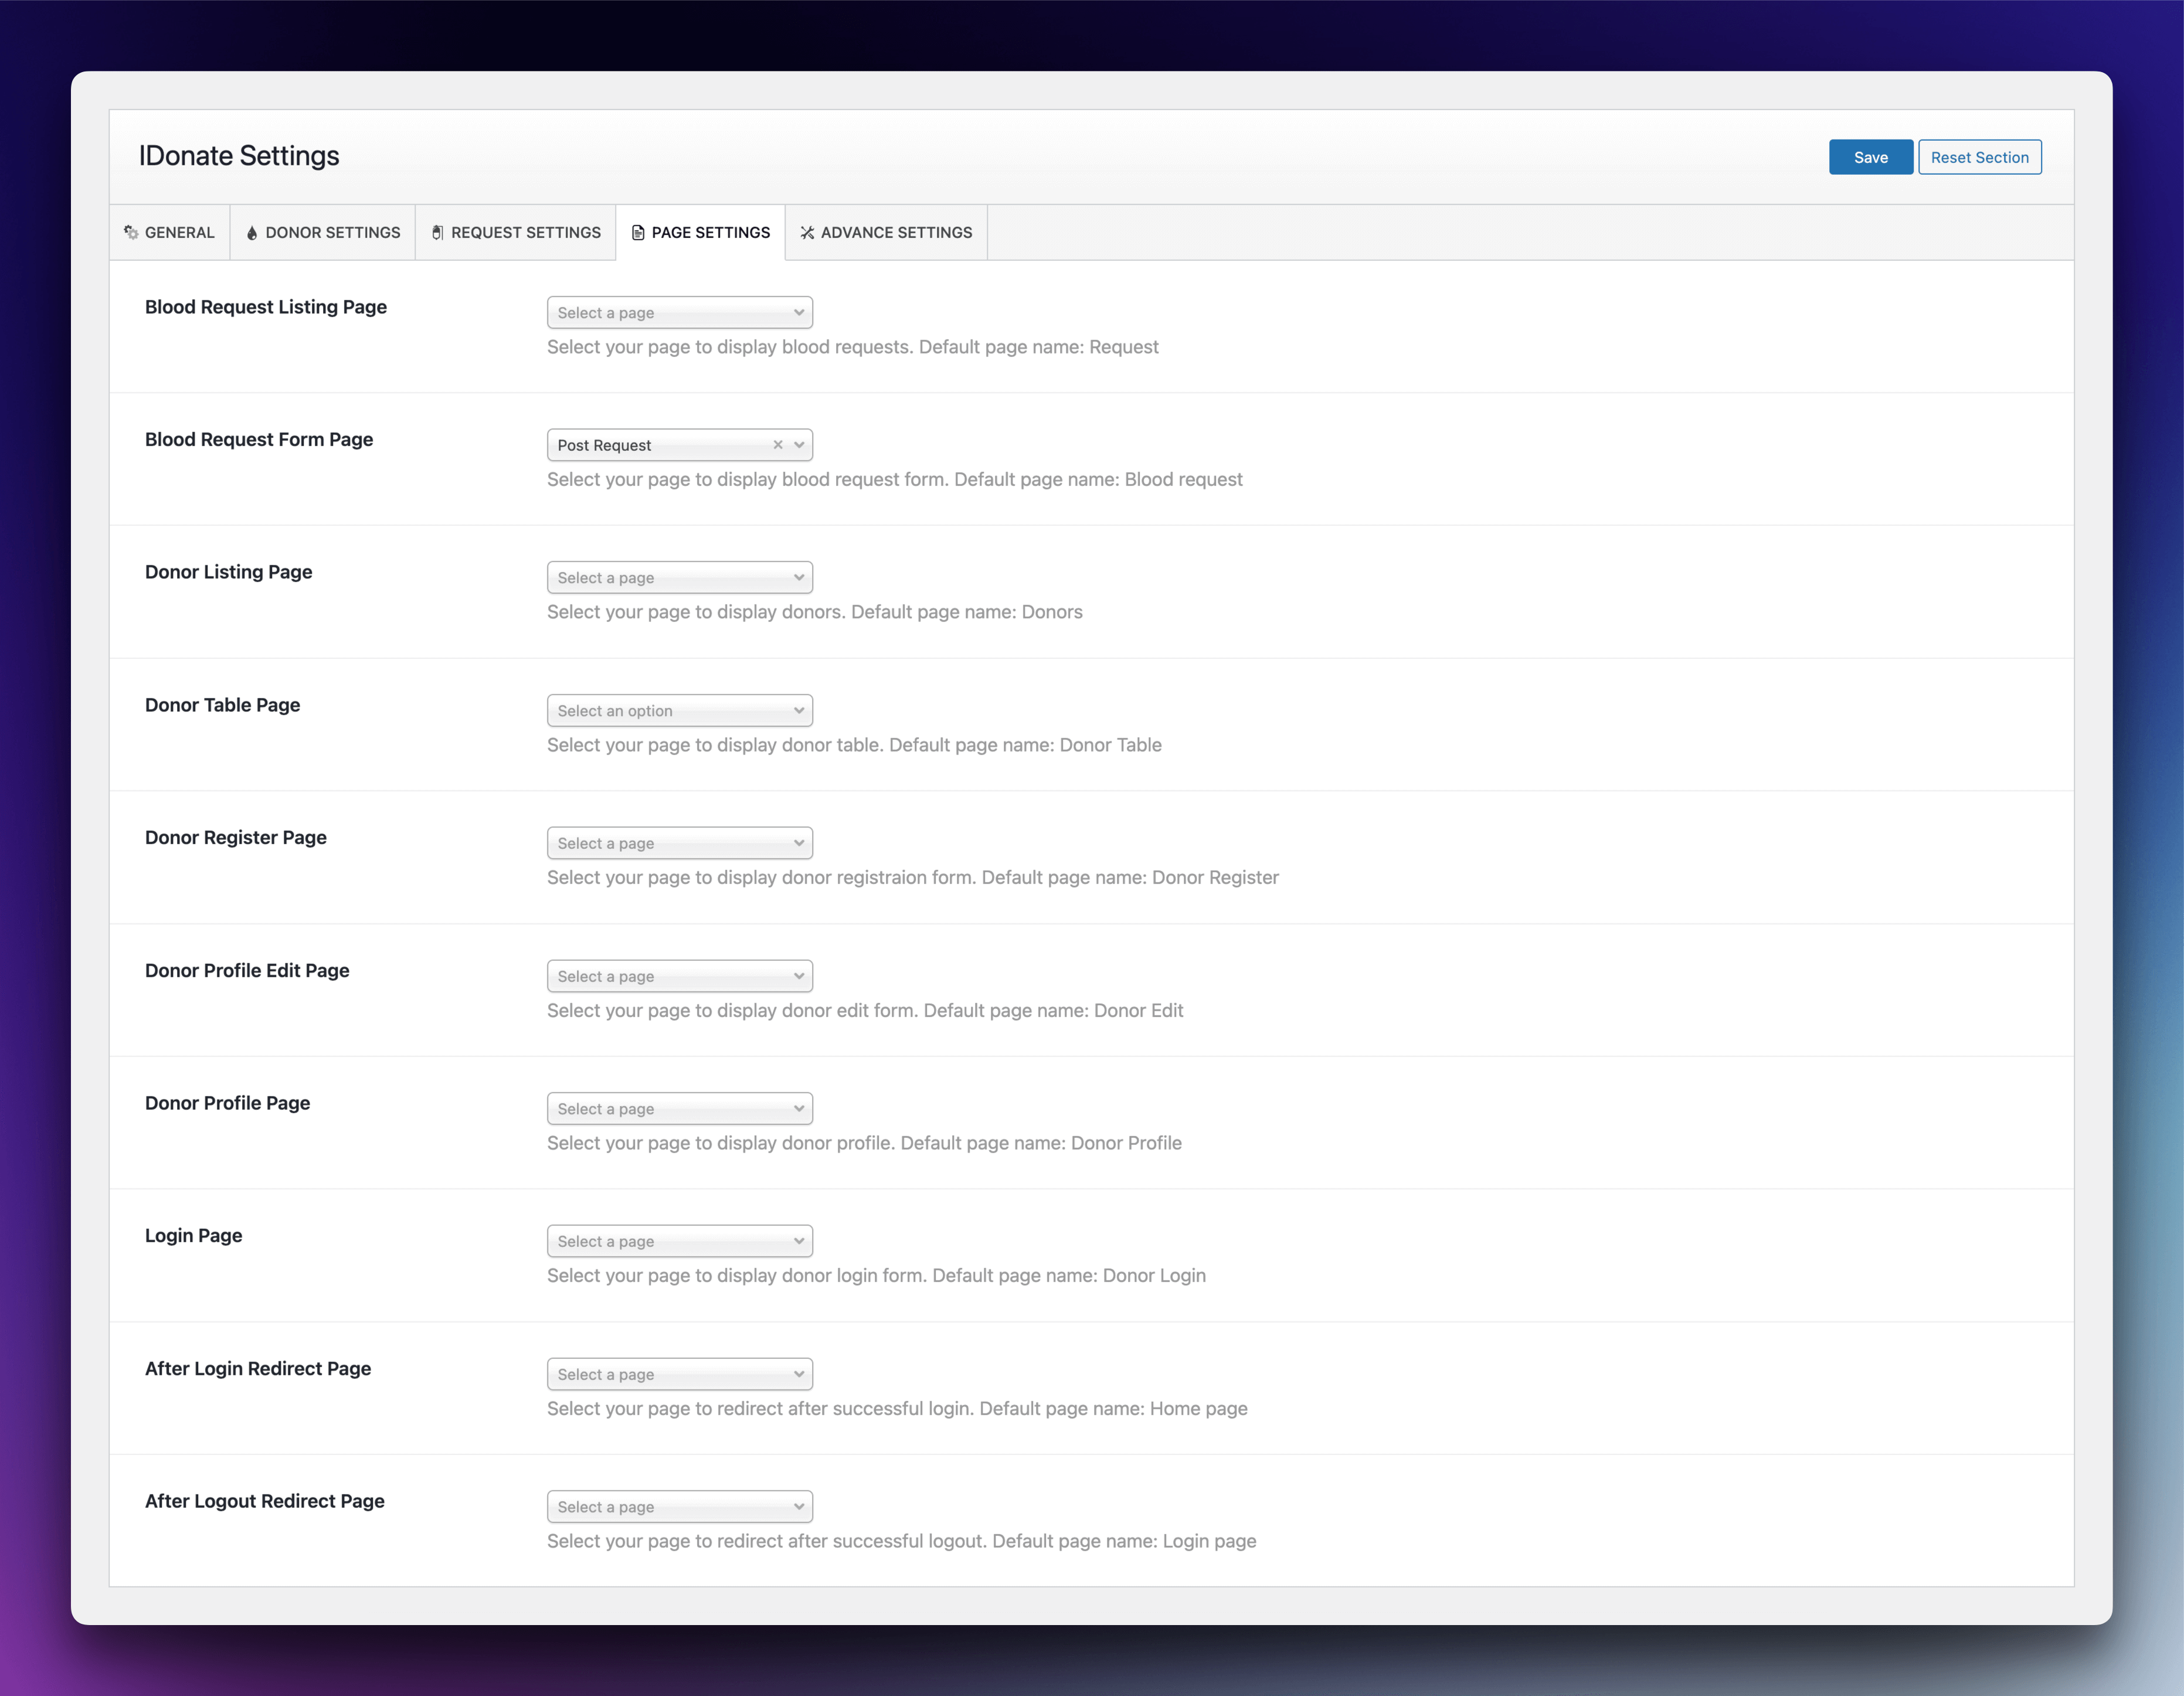 IDonate Settings
Save
Reset Section
GENERAL
DONOR SETTINGS
REQUEST SETTINGS
PAGE SETTINGS
ADVANCE SETTINGS
Blood Request Listing Page
Select a page
Select your page to display blood requests. Default page name: Request
Blood Request Form Page
Post Request
Select your page to display blood request form. Default page name: Blood request
Donor Listing Page
Select a page
Select your page to display donors. Default page name: Donors
Donor Table Page
Select an option
Select your page to display donor table. Default page name: Donor Table
Donor Register Page
Select a page
Select your page to display donor registraion form. Default page name: Donor Register
Donor Profile Edit Page
Select a page
Select your page to display donor edit form. Default page name: Donor Edit
Donor Profile Page
Select a page
Select your page to display donor profile. Default page name: Donor Profile
Login Page
Select a page
Select your page to display donor login form. Default page name: Donor Login
After Login Redirect Page
Select a page
Select your page to redirect after successful login. Default page name: Home page
After Logout Redirect Page
Select a page
Select your page to redirect after successful logout. Default page name: Login page